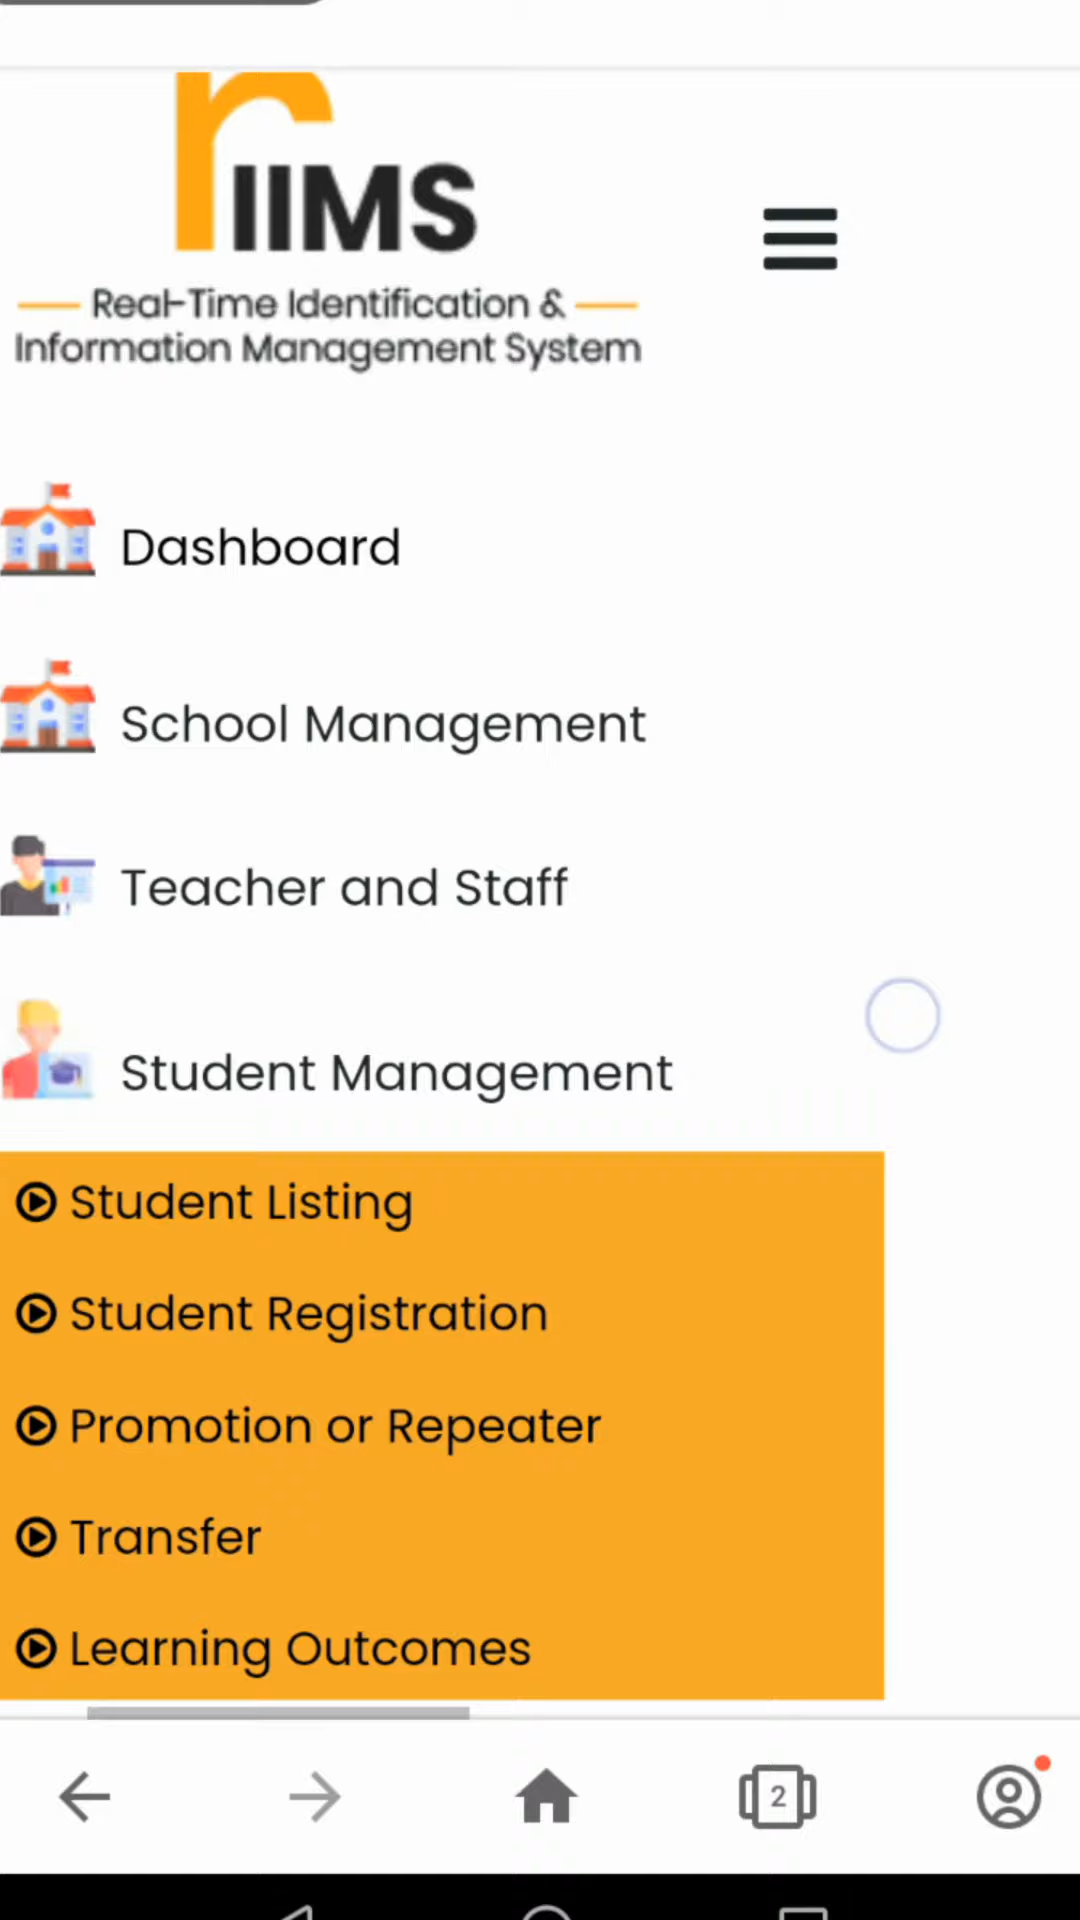 rIIMS
Real-Time Identification &
Information Management System
Dashboard
School Management
Teacher and Staff
Student Management
Student Listing
Student Registration
Promotion or Repeater
Transfer
Learning Outcomes
2